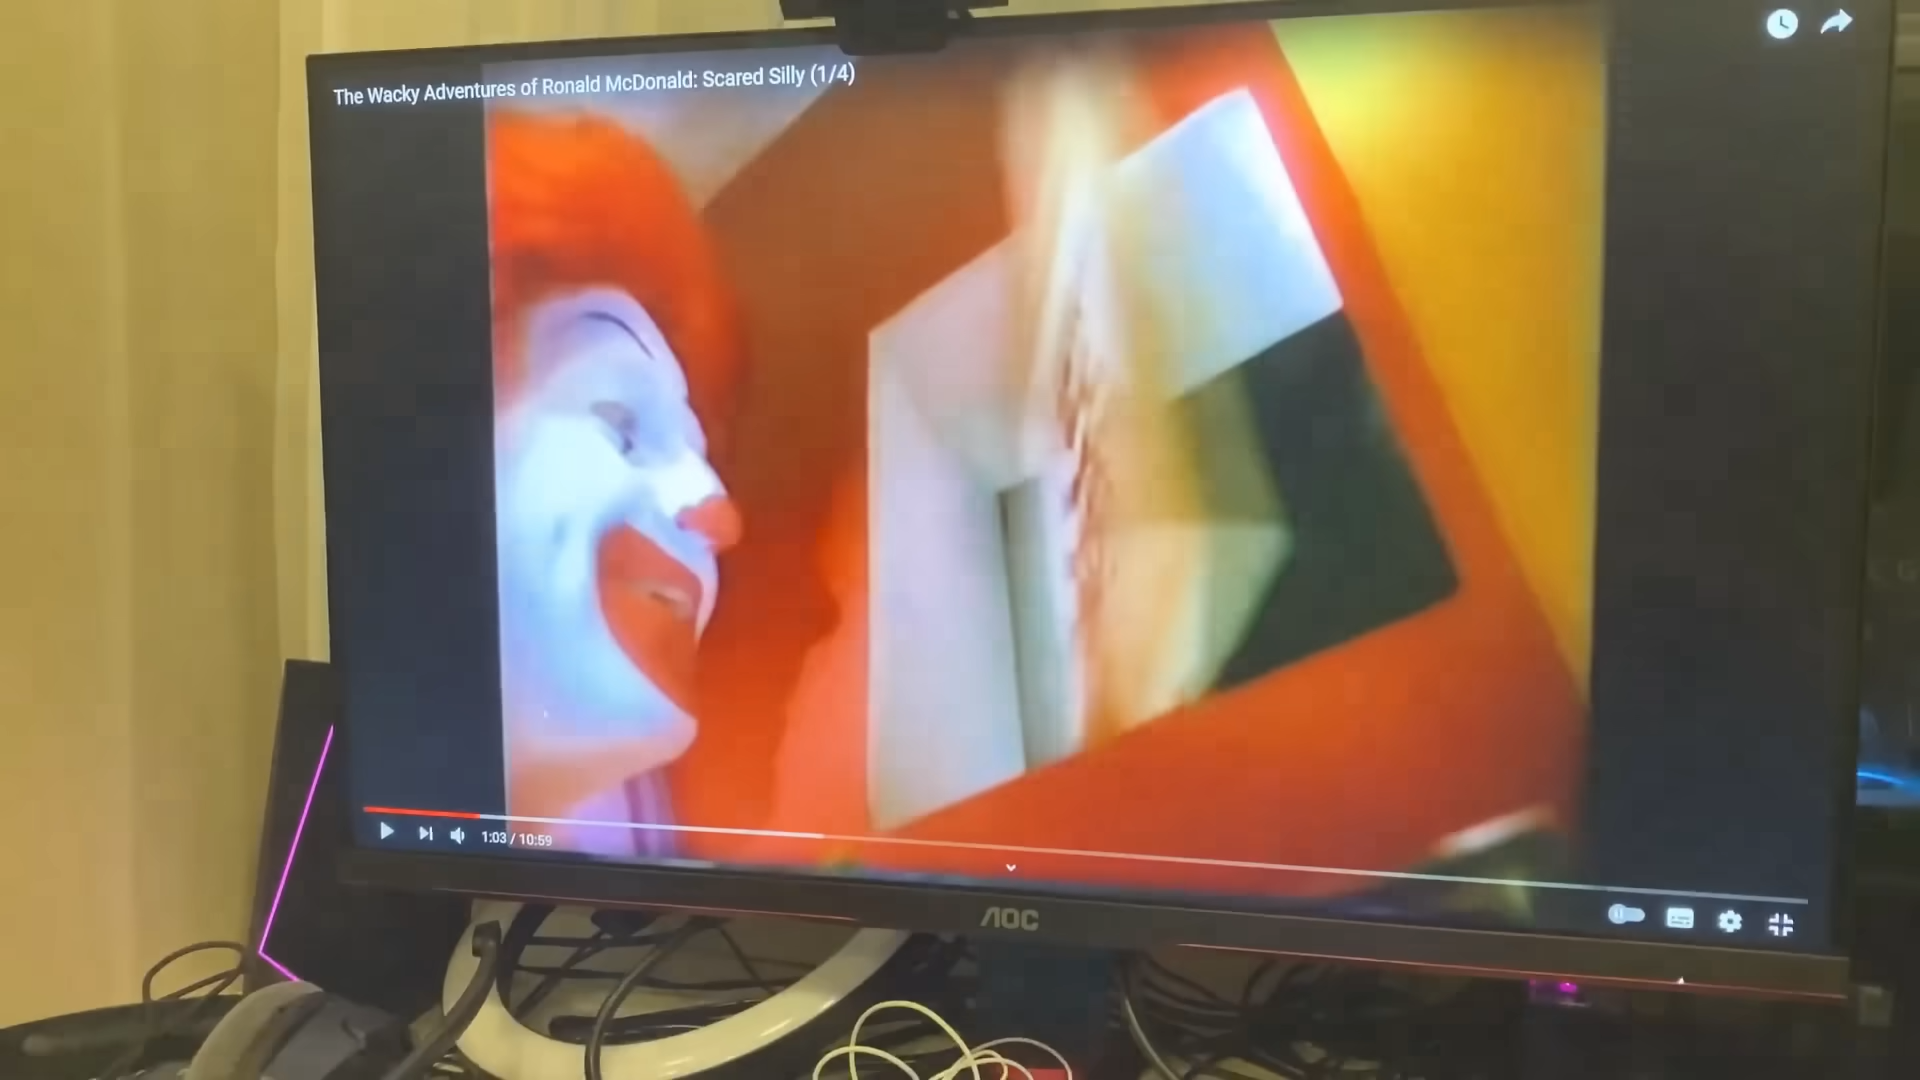 The Wacky Adventures of Ronald McDonald: Scared Silly (1/4)
1:03 / 10:59
AOC